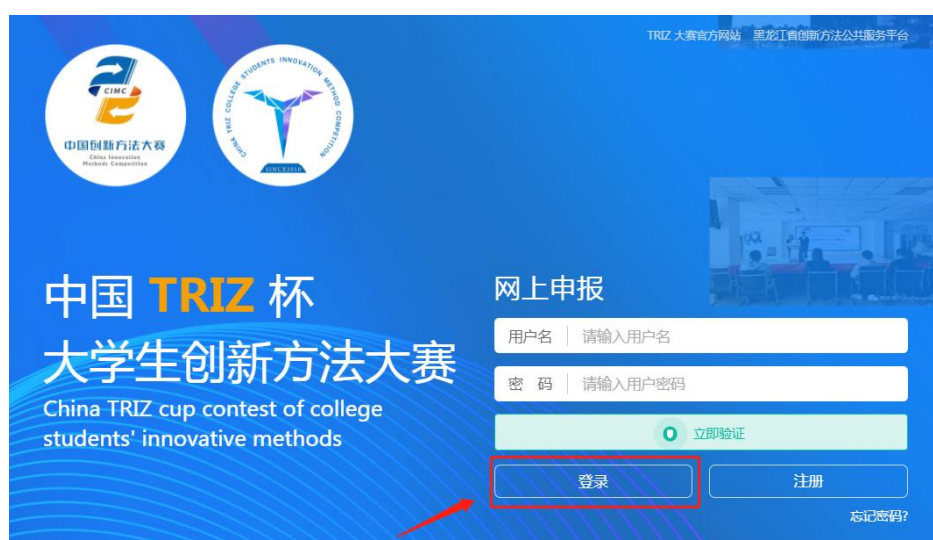 TRIZ 大赛官方网站 黑龙江省创新方法公共服务平台
CIMC
中国创新方法大赛
China Innovation
Methods Competition
CHINA TRIZ COLLEGE STUDENTS INNOVATION METHOD COMPETITION
SINCE2010
中国 TRIZ 杯
大学生创新方法大赛
China TRIZ cup contest of college
students' innovative methods
网上申报
用户名 请输入用户名
密 码 请输入用户密码
立即验证
登录 注册
忘记密码?